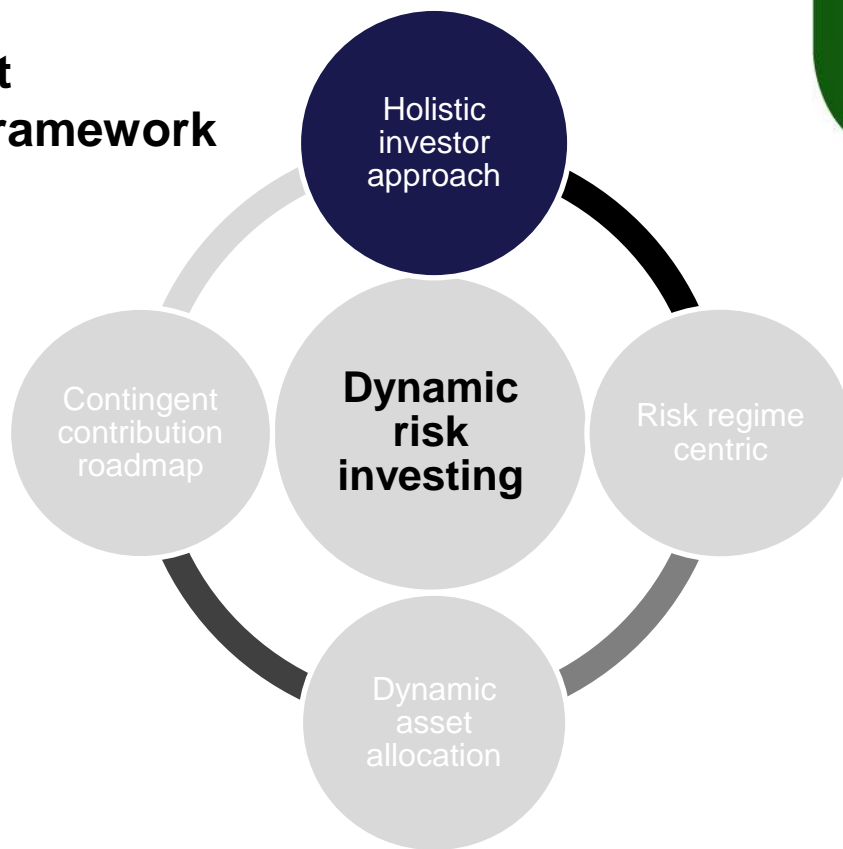 t
ramework
Holistic
investor
approach
Contingent
contribution
roadmap
Dynamic
risk
investing
Risk regime
centric
Dynamic
asset
allocation